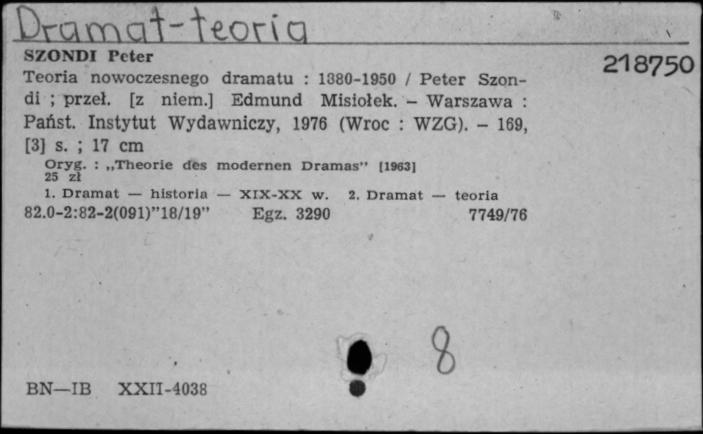 Dramat-teoria
SZONDI Peter
218750
Teoria nowoczesnego dramatu : 1880-1950 / Peter Szon-
di ; przeł. [z niem.] Edmund Misiołek. — Warszawa :
Państ. Instytut Wydawniczy, 1976 (Wroc : WZG). — 169,
[3] s. ; 17 cm
Oryg. : „Theorie des modernen Dramas” [1963]
25 zł
1. Dramat — historia — XIX-XX w. 2. Dramat — teoria
82.0-2:82-2(091)”18/19” Egz. 3290 7749/76
8
BN—IB XXII-4038